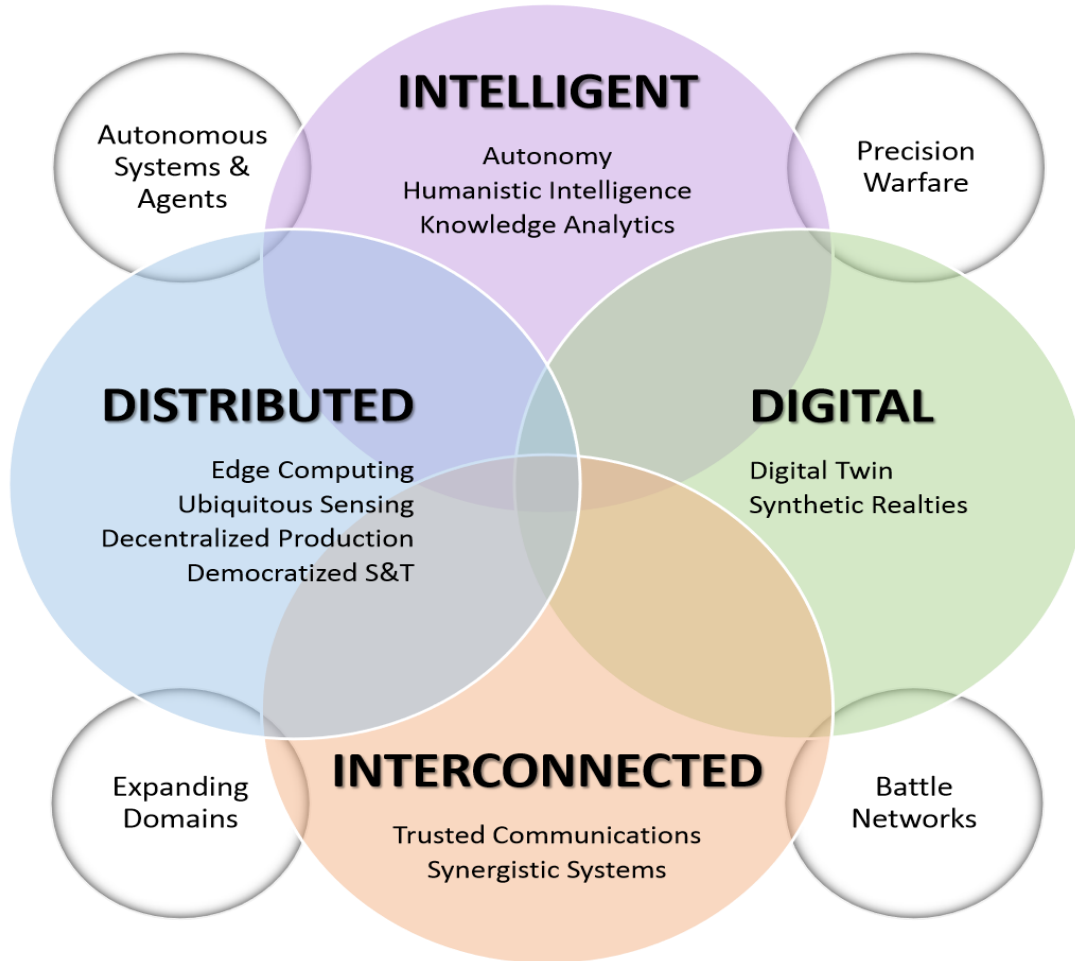 INTELLIGENT
Autonomy
Humanistic Intelligence
Knowledge Analytics
Autonomous
Systems &
Agents
Precision
Warfare
DISTRIBUTED
Edge Computing
Ubiquitous Sensing
Decentralized Production
Democratized S&T
DIGITAL
Digital Twin
Synthetic Realties
INTERCONNECTED
Trusted Communications
Synergistic Systems
Expanding
Domains
Battle
Networks